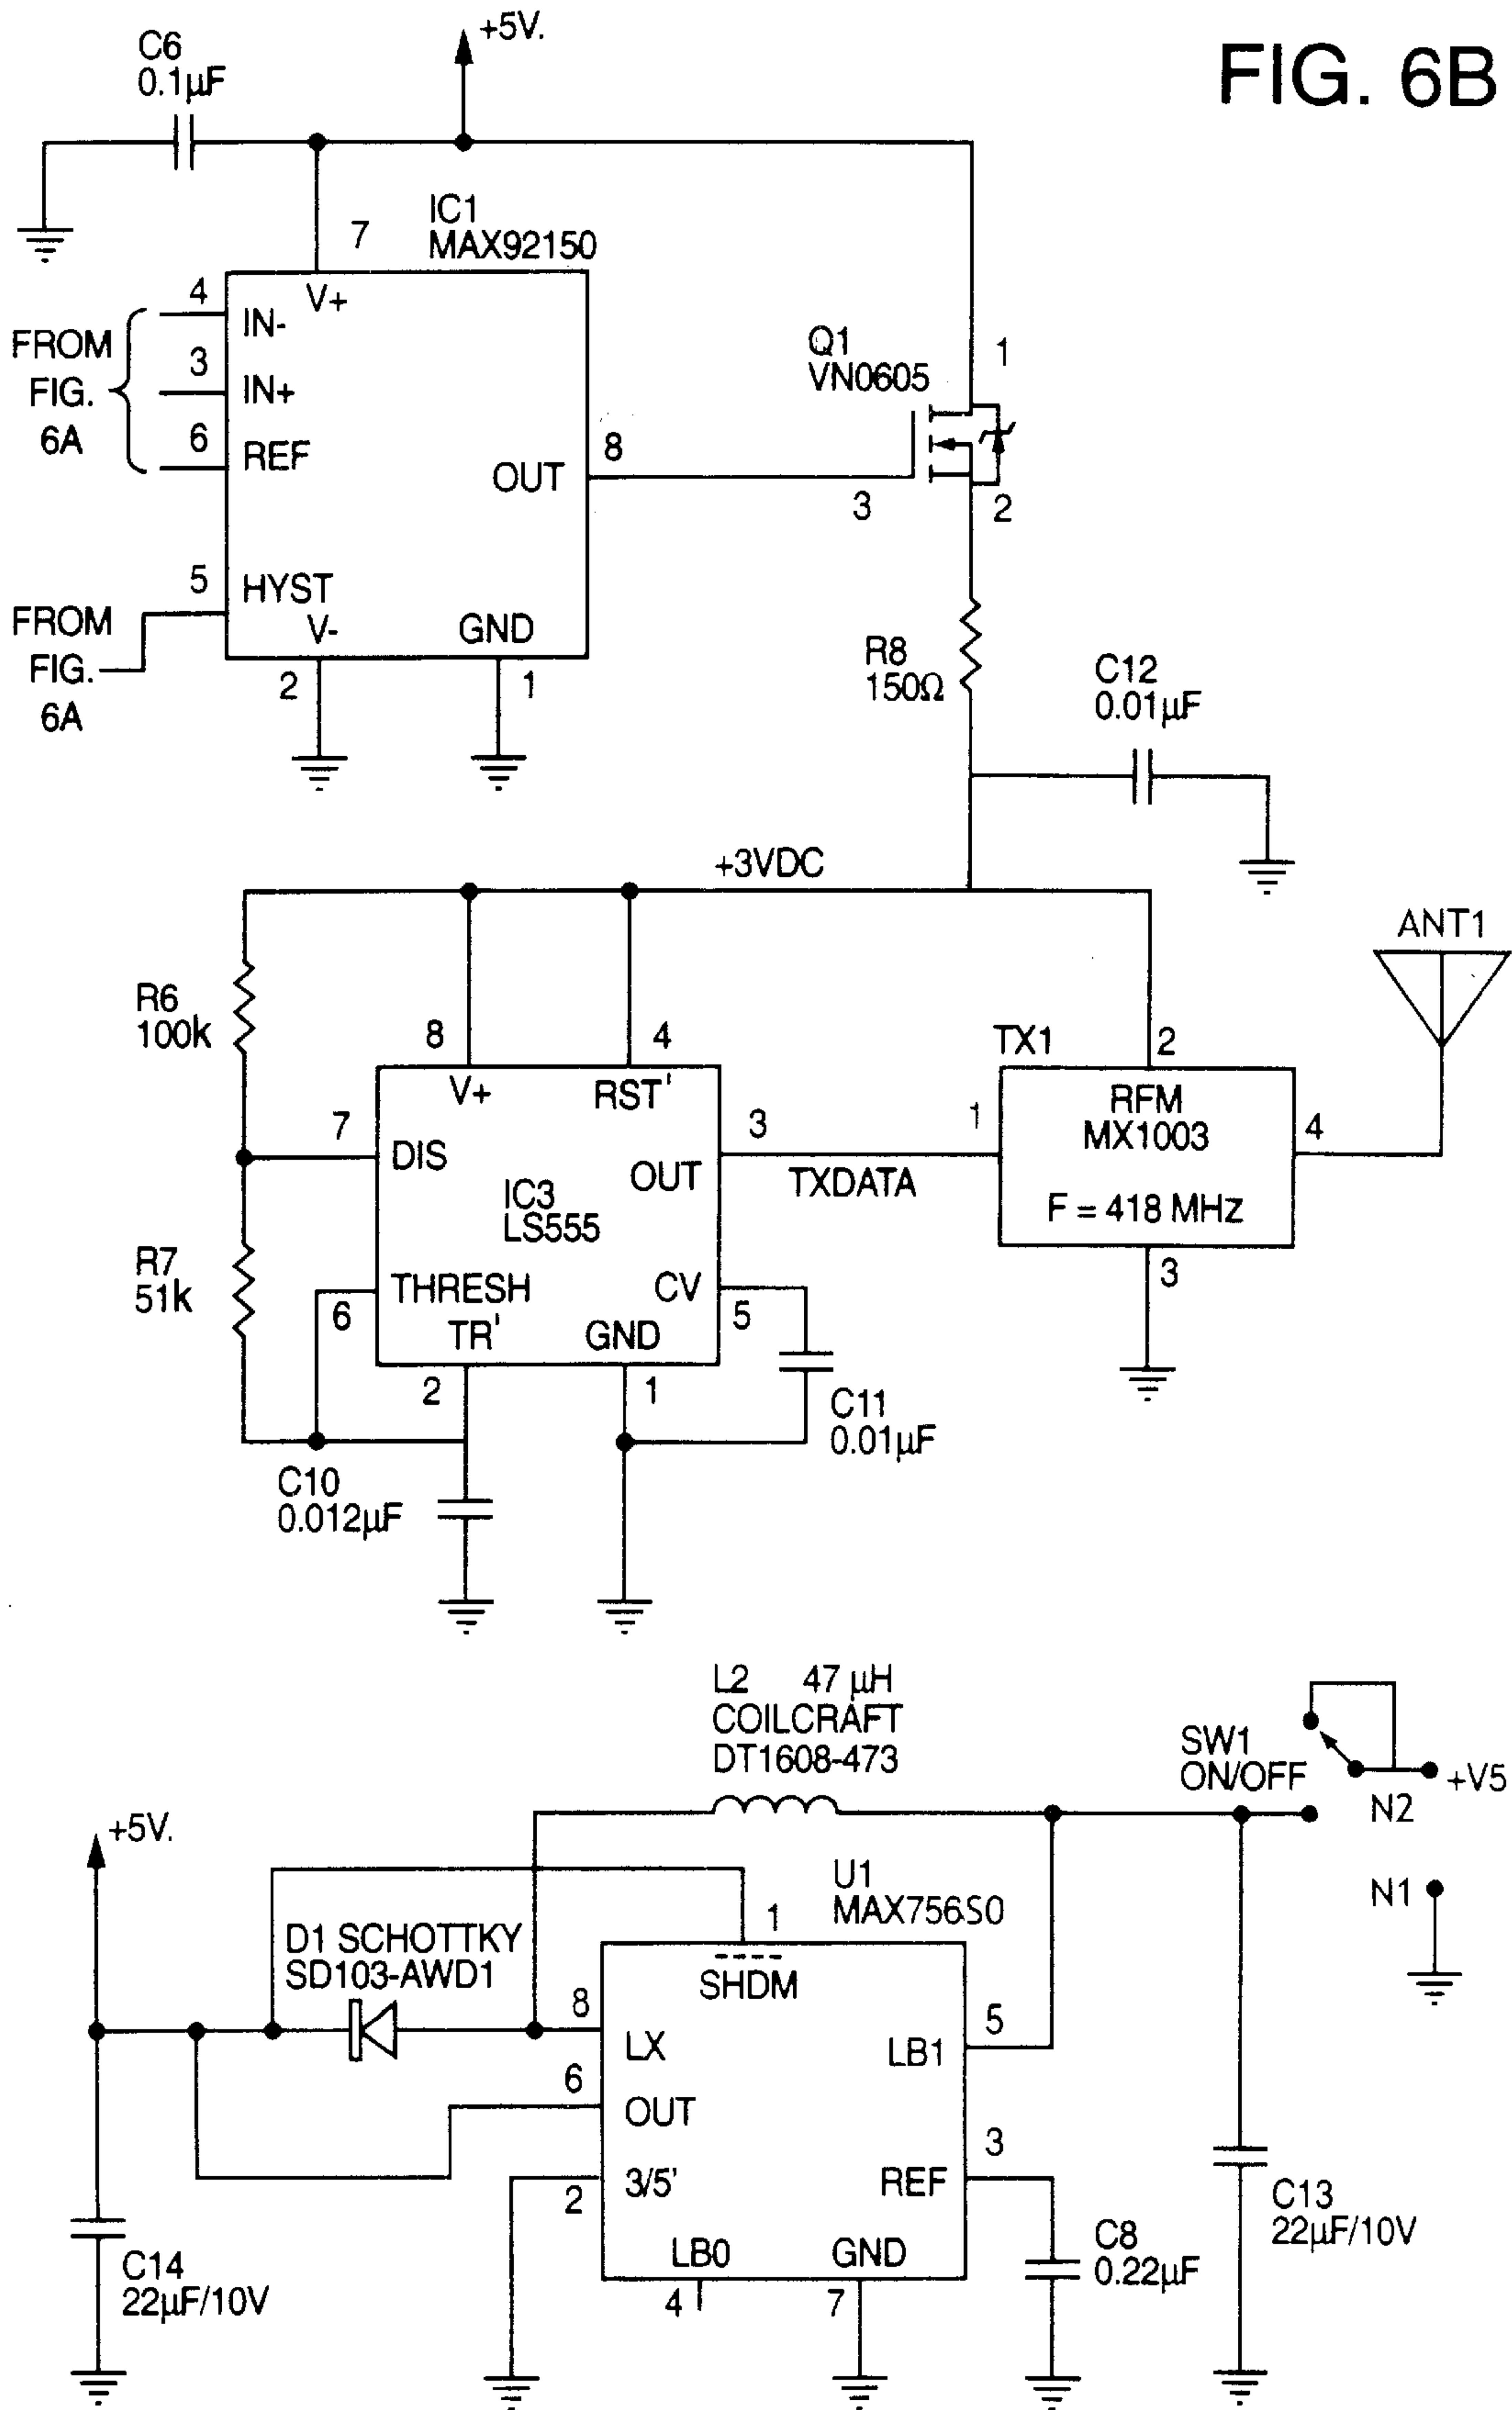 FIG. 6B
+5V.
C6
0.1µF
IC1
MAX92150
7
V+
4
IN-
3
IN+
6
REF
FROM
FIG.
6A
OUT
8
Q1
VN0605
1
3
2
5
HYST
V-
GND
FROM
FIG.
6A
2
1
R8
150Ω
C12
0.01µF
+3VDC
ANT1
R6
100k
8
4
V+
RST'
TX1
2
RFM
MX1003
F = 418 MHz
1
4
3
7
DIS
3
OUT
TXDATA
IC3
LS555
R7
51k
THRESH
6
TR'
GND
CV
5
2
1
C11
0.01µF
C10
0.012µF
L2 47 µH
COILCRAFT
DT1608-473
SW1
ON/OFF
+V5
N2
N1
+5V.
U1
MAX756S0
1
D1 SCHOTTKY
SD103-AWD1
SHDM
8
LX
5
LB1
6
OUT
3
REF
3/5'
2
LB0
GND
4
7
C8
0.22µF
C13
22µF/10V
C14
22µF/10V